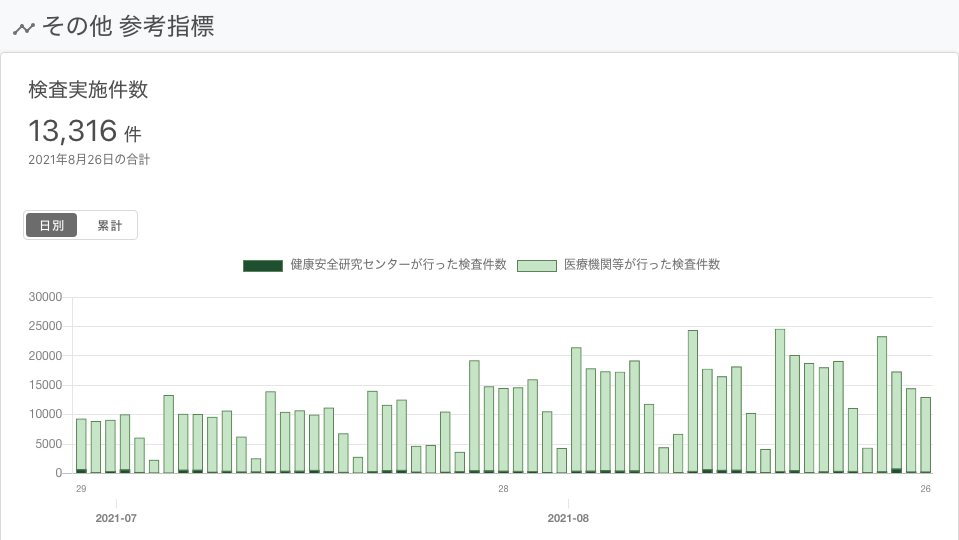 その他 参考指標
検査実施件数
13,316 件
2021年8月26日の合計
日別 累計
健康安全研究センターが行った検査件数 医療機関等が行った検査件数
30000
25000
20000
15000
10000
5000
0
29 28 26
2021-07 2021-08